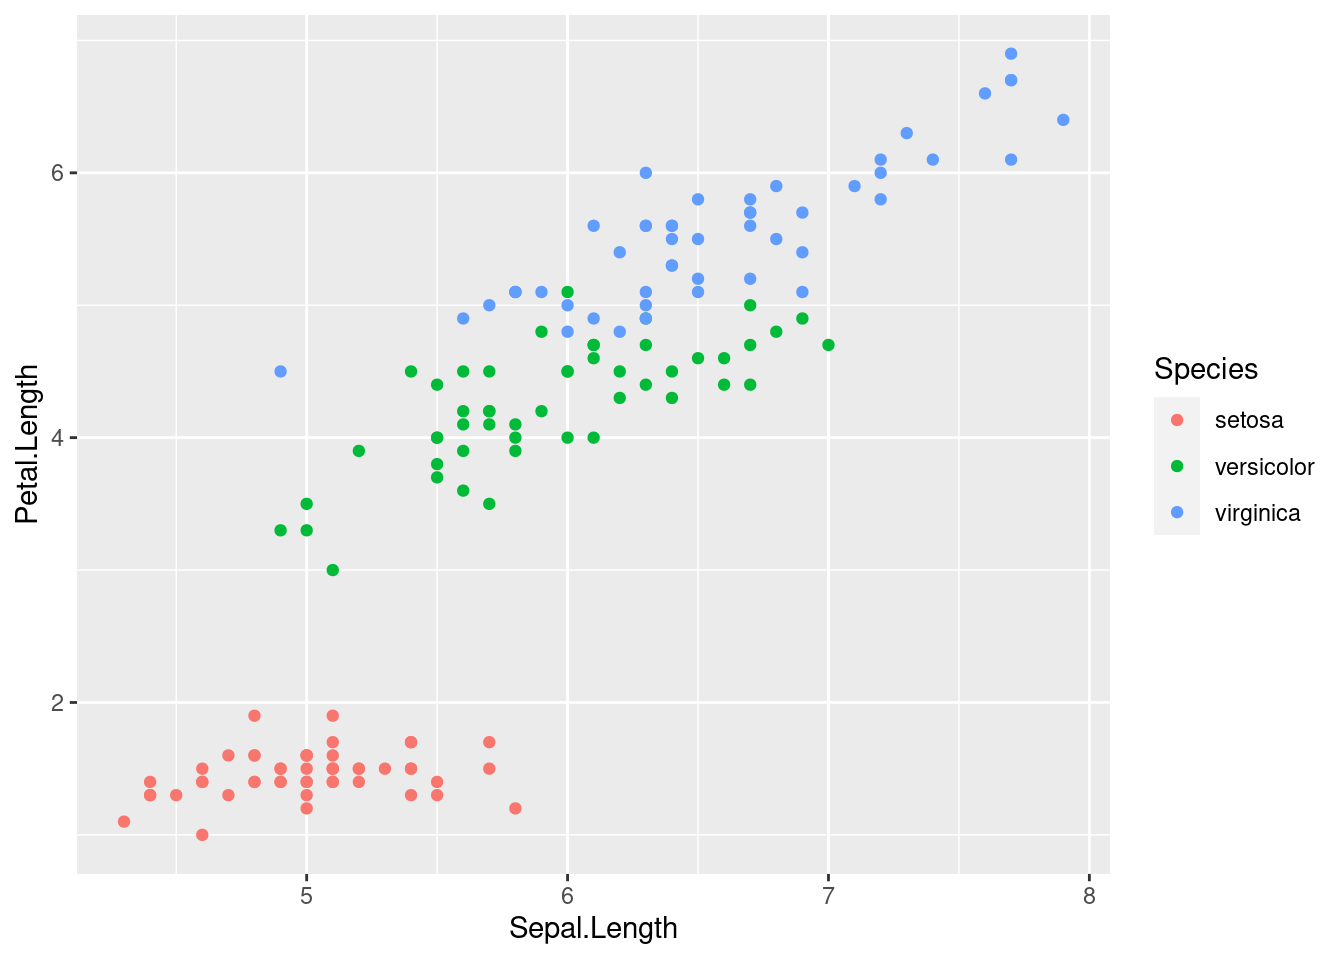 6
4
2
Petal.Length
5 6 7 8
Sepal.Length
Species
setosa
versicolor
virginica